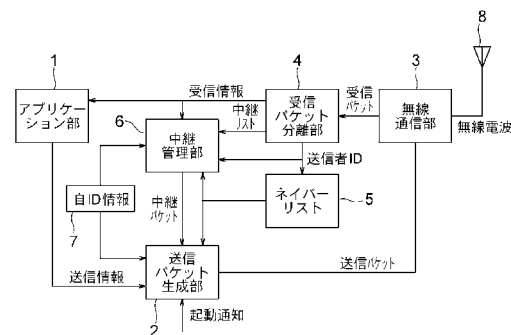 8
1
4
3
アプリケー
ション部
受信情報
中継
リスト
受信
パケット
分離部
受信
パケット
無線
通信部
無線電波
6
中継
管理部
送信者ID
自ID情報
7
中継
パケット
ネイバー
リスト
5
送信情報
送信
パケット
生成部
送信パケット
2
起動通知